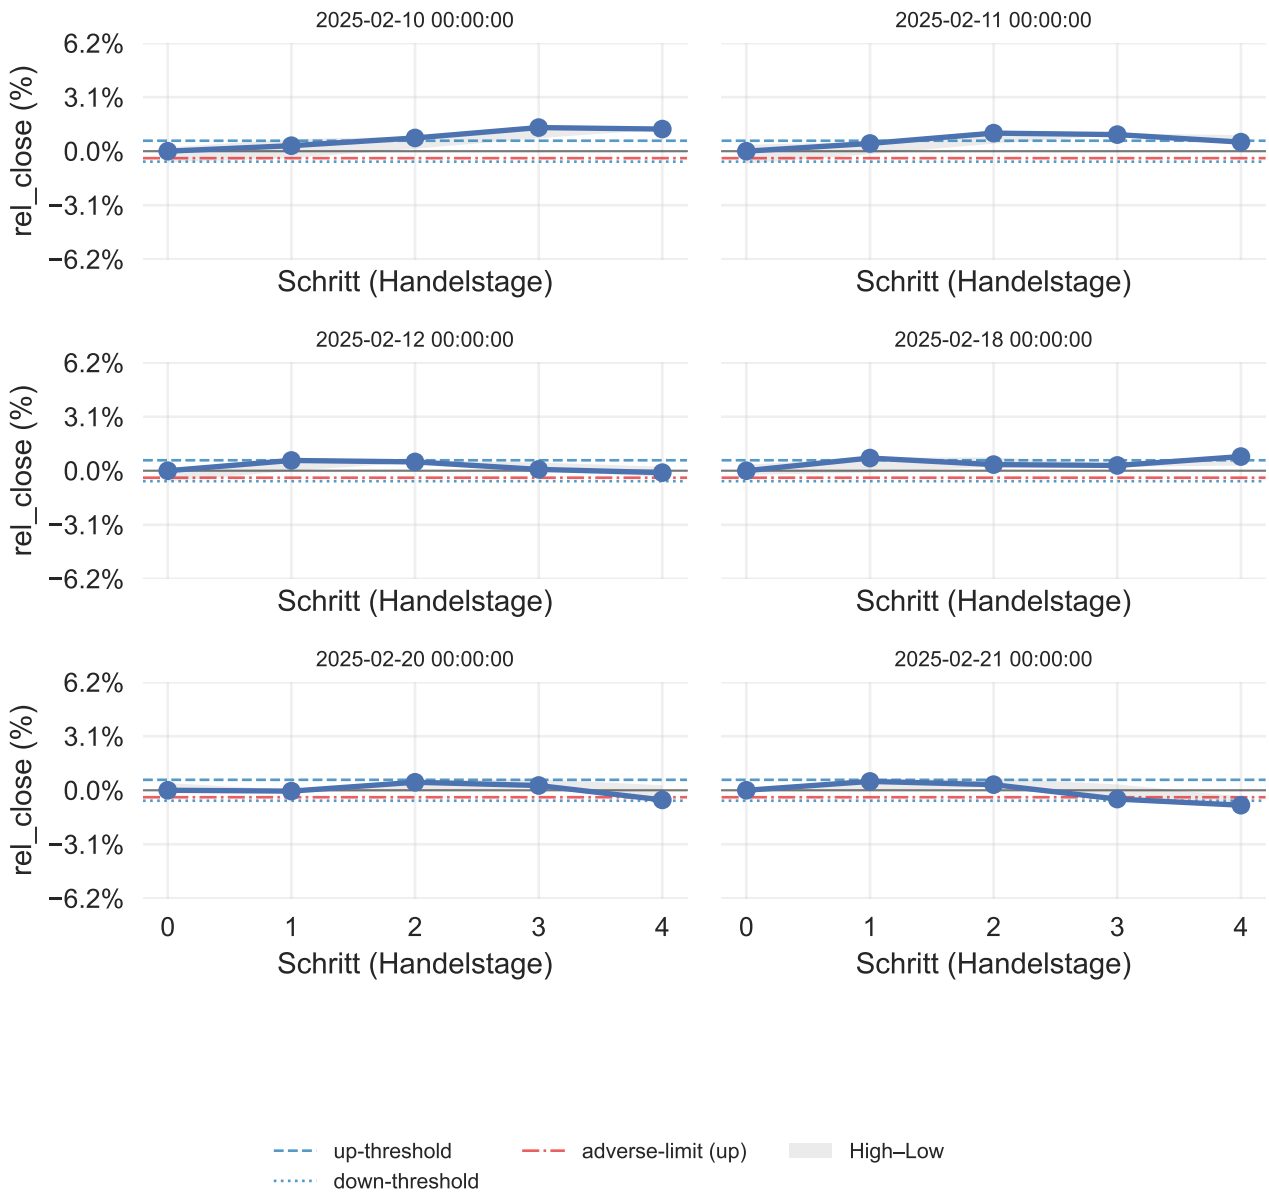 2025-02-10 00:00:00
2025-02-11 00:00:00
rel_close (%)
6.2%
3.1%
0.0%
−3.1%
−6.2%
Schritt (Handelstage)
Schritt (Handelstage)
2025-02-12 00:00:00
2025-02-18 00:00:00
rel_close (%)
6.2%
3.1%
0.0%
−3.1%
−6.2%
Schritt (Handelstage)
Schritt (Handelstage)
2025-02-20 00:00:00
2025-02-21 00:00:00
rel_close (%)
6.2%
3.1%
0.0%
−3.1%
−6.2%
0 1 2 3 4
0 1 2 3 4
Schritt (Handelstage)
Schritt (Handelstage)
up-threshold
down-threshold
adverse-limit (up)
High–Low